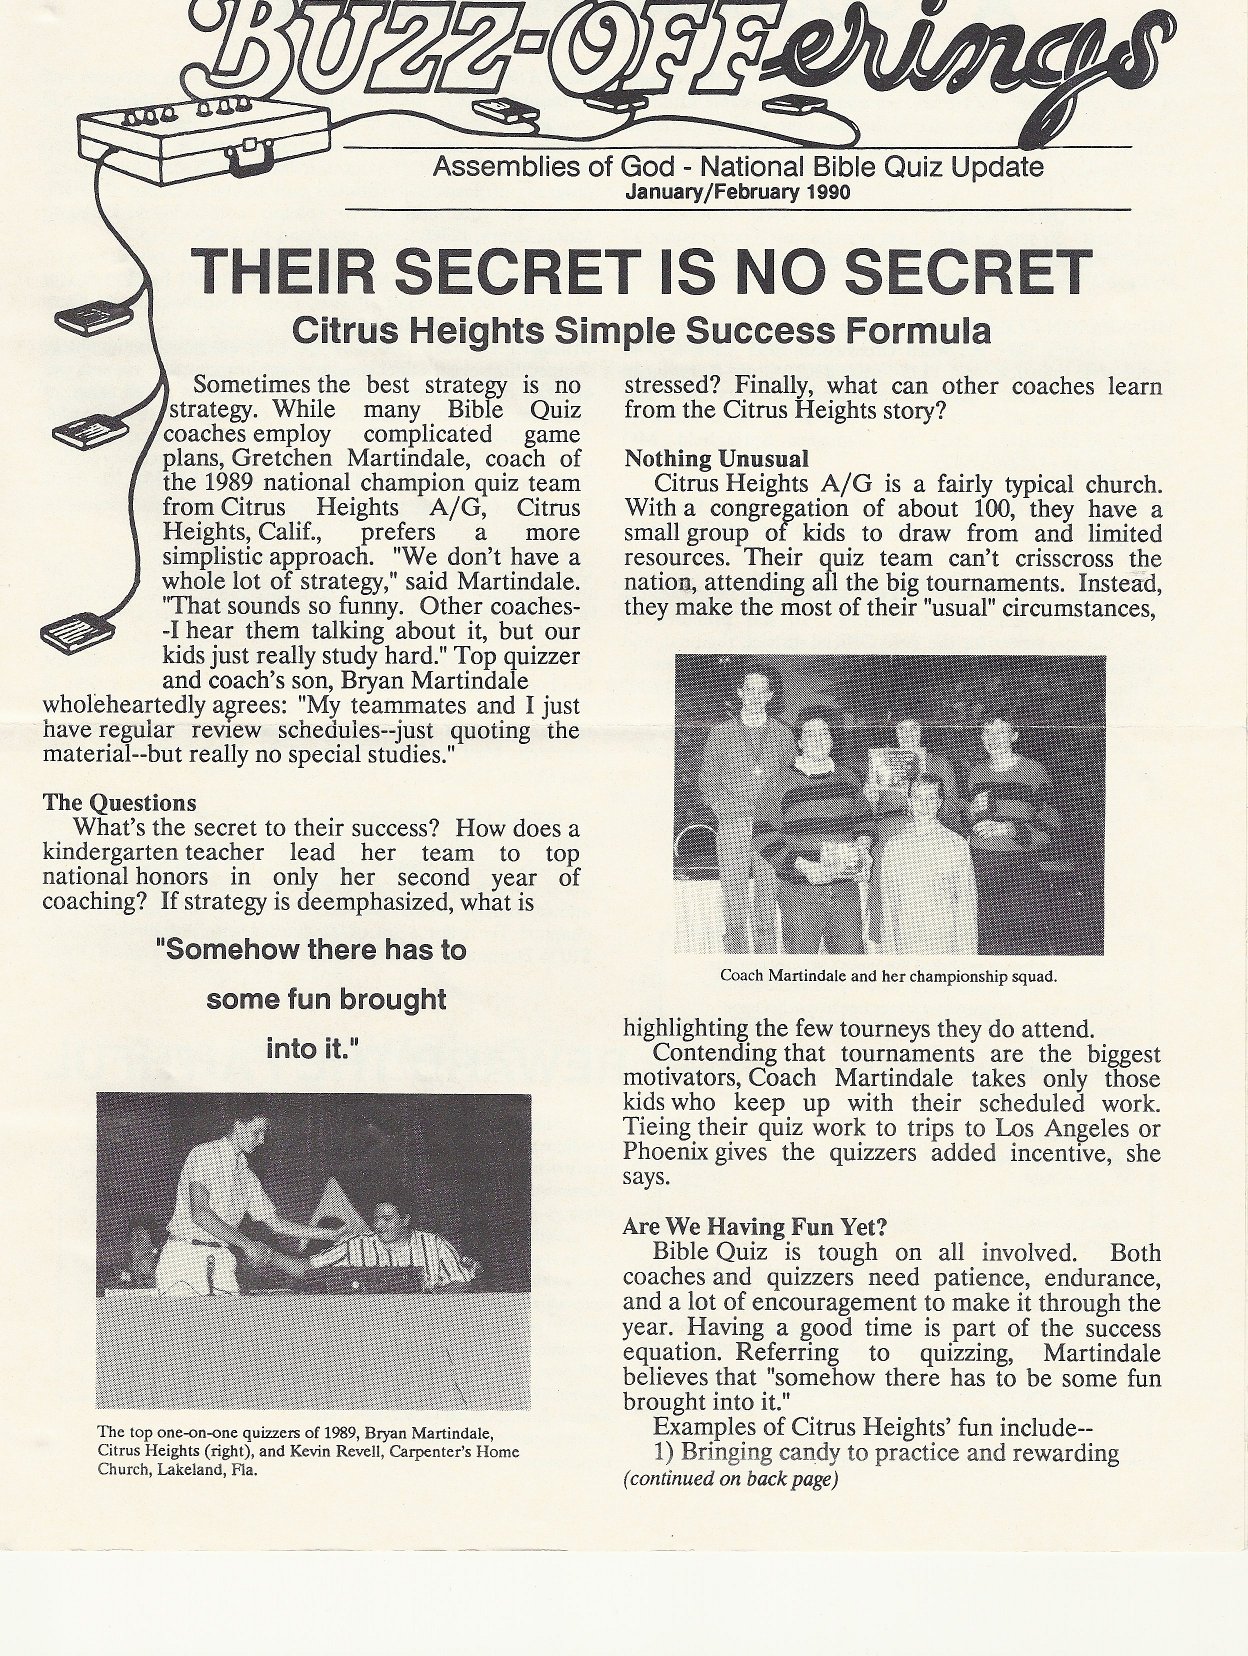 BUZZ-OFFerings
Assemblies of God - National Bible Quiz Update
January/February 1990
THEIR SECRET IS NO SECRET
Citrus Heights Simple Success Formula
Sometimes the best strategy is no
strategy. While many Bible Quiz
coaches employ complicated game
plans, Gretchen Martindale, coach of
the 1989 national champion quiz team
from Citrus Heights A/G, Citrus
Heights, Calif., prefers a more
simplistic approach. "We don't have a
whole lot of strategy," said Martindale.
"That sounds so funny. Other coaches-
-I hear them talking about it, but our
kids just really study hard." Top quizzer
and coach's son, Bryan Martindale
wholeheartedly agrees: "My teammates and I just
have regular review schedules--just quoting the
material--but really no special studies."
The Questions
What's the secret to their success? How does a
kindergarten teacher lead her team to top
national honors in only her second year of
coaching? If strategy is deemphasized, what is
"Somehow there has to
some fun brought
into it."
The top one-on-one quizzers of 1989, Bryan Martindale,
Citrus Heights (right), and Kevin Revell, Carpenter's Home
Church, Lakeland, Fla.
stressed? Finally, what can other coaches learn
from the Citrus Heights story?
Nothing Unusual
Citrus Heights A/G is a fairly typical church.
With a congregation of about 100, they have a
small group of kids to draw from and limited
resources. Their quiz team can't crisscross the
nation, attending all the big tournaments. Instead,
they make the most of their "usual" circumstances,
Coach Martindale and her championship squad.
highlighting the few tourneys they do attend.
Contending that tournaments are the biggest
motivators, Coach Martindale takes only those
kids who keep up with their scheduled work.
Tieing their quiz work to trips to Los Angeles or
Phoenix gives the quizzers added incentive, she
says.
Are We Having Fun Yet?
Bible Quiz is tough on all involved. Both
coaches and quizzers need patience, endurance,
and a lot of encouragement to make it through the
year. Having a good time is part of the success
equation. Referring to quizzing, Martindale
believes that "somehow there has to be some fun
brought into it."
Examples of Citrus Heights' fun include--
1) Bringing candy to practice and rewarding
(continued on back page)